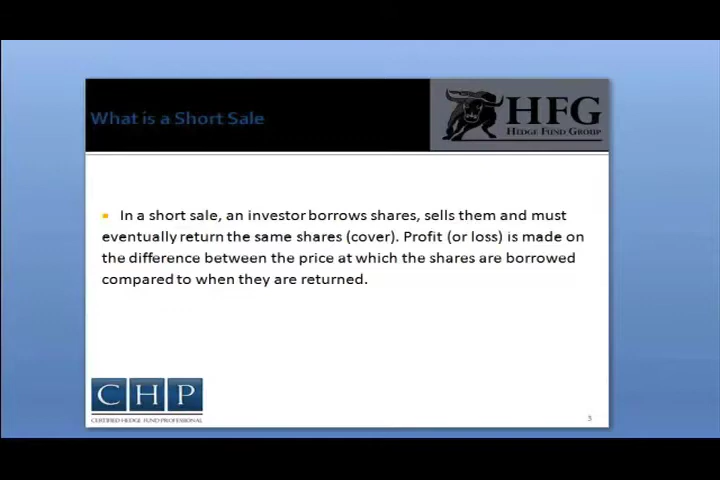 What is a Short Sale
HFG
HEDGE FUND GROUP
In a short sale, an investor borrows shares, sells them and must
eventually return the same shares (cover). Profit (or loss) is made on
the difference between the price at which the shares are borrowed
compared to when they are returned.
CHP
CERTIFIED HEDGE FUND PROFESSIONAL
3